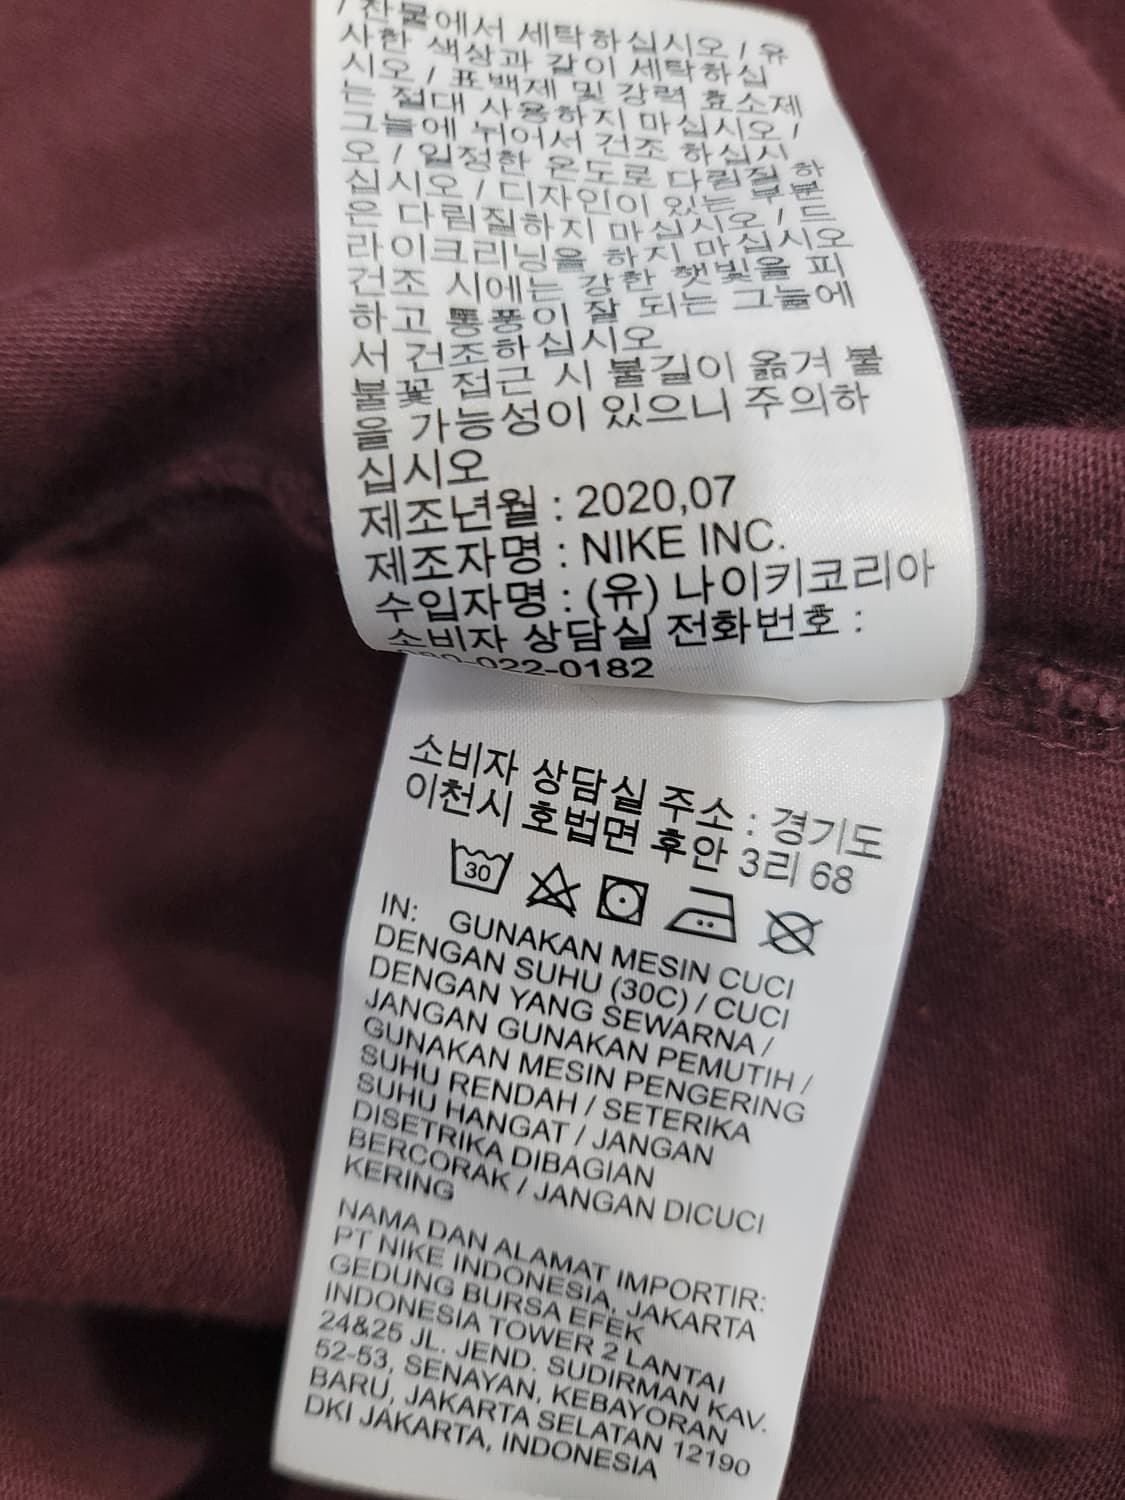 / 찬물에서 세탁하십시오 / 유
사한 색상과 같이 세탁하십
시오 / 표백제 및 강력 효소제
는 절대 사용하지 마십시오 /
그늘에 뉘어서 건조 하십시
오 / 일정한 온도로 다림질 하
십시오 / 디자인이 있는 부분
은 다림질하지 마십시오 / 드
라이크리닝을 하지 마십시오
건조 시에는 강한 햇빛을 피
하고 통풍이 잘 되는 그늘에
서 건조하십시오
불꽃 접근 시 불길이 옮겨 붙
을 가능성이 있으니 주의하
십시오
제조년월 : 2020,07
제조자명 : NIKE INC.
수입자명 : (유) 나이키코리아
소비자 상담실 전화번호 :
080-022-0182
소비자 상담실 주소 : 경기도
이천시 호법면 후안 3리 68
30
IN: GUNAKAN MESIN CUCI
DENGAN SUHU (30C) / CUCI
DENGAN YANG SEWARNA /
JANGAN GUNAKAN PEMUTIH /
GUNAKAN MESIN PENGERING
SUHU RENDAH / SETERIKA
SUHU HANGAT / JANGAN
DISETRIKA DIBAGIAN
BERCORAK / JANGAN DICUCI
KERING
NAMA DAN ALAMAT IMPORTIR:
PT NIKE INDONESIA, JAKARTA
GEDUNG BURSA EFEK
INDONESIA TOWER 2 LANTAI
24&25 JL. JEND. SUDIRMAN KAV.
52-53, SENAYAN, KEBAYORAN
BARU, JAKARTA SELATAN 12190
DKI JAKARTA, INDONESIA